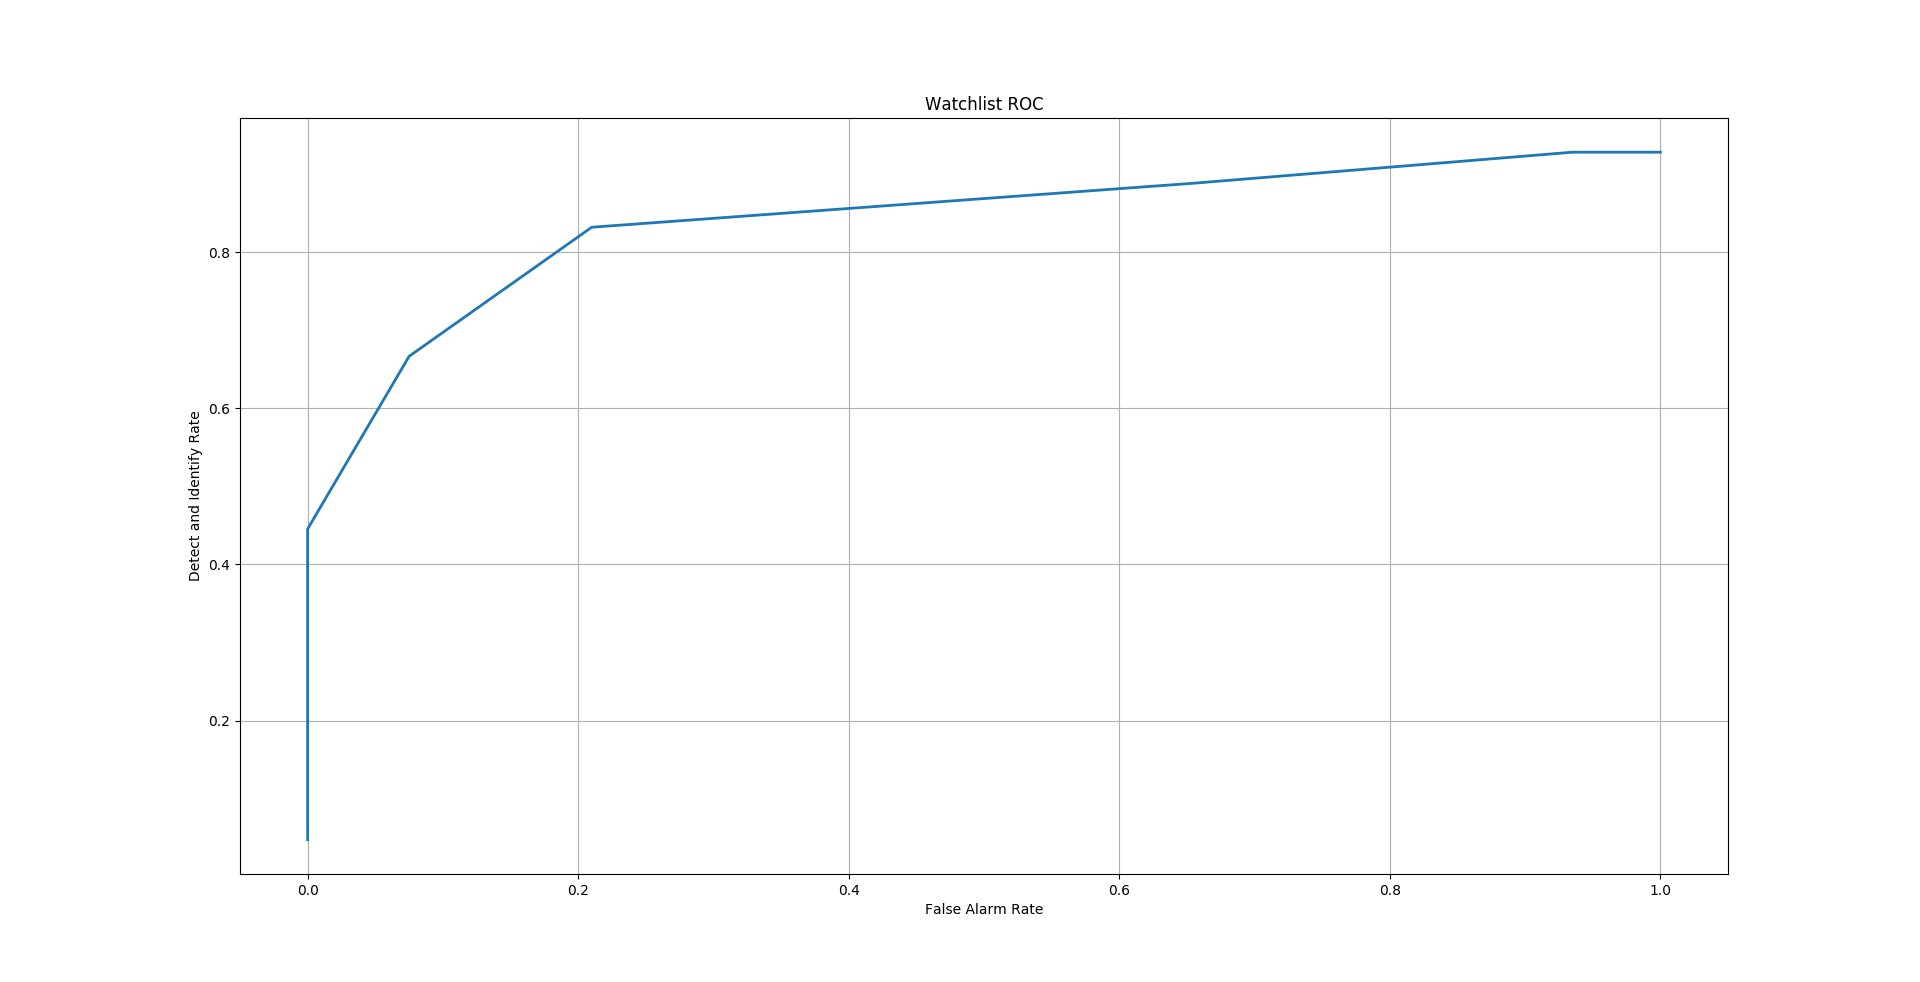 Watchlist ROC
0.8
0.6
0.4
0.2
Detect and Identify Rate
0.0 0.2 0.4 0.6 0.8 1.0
False Alarm Rate